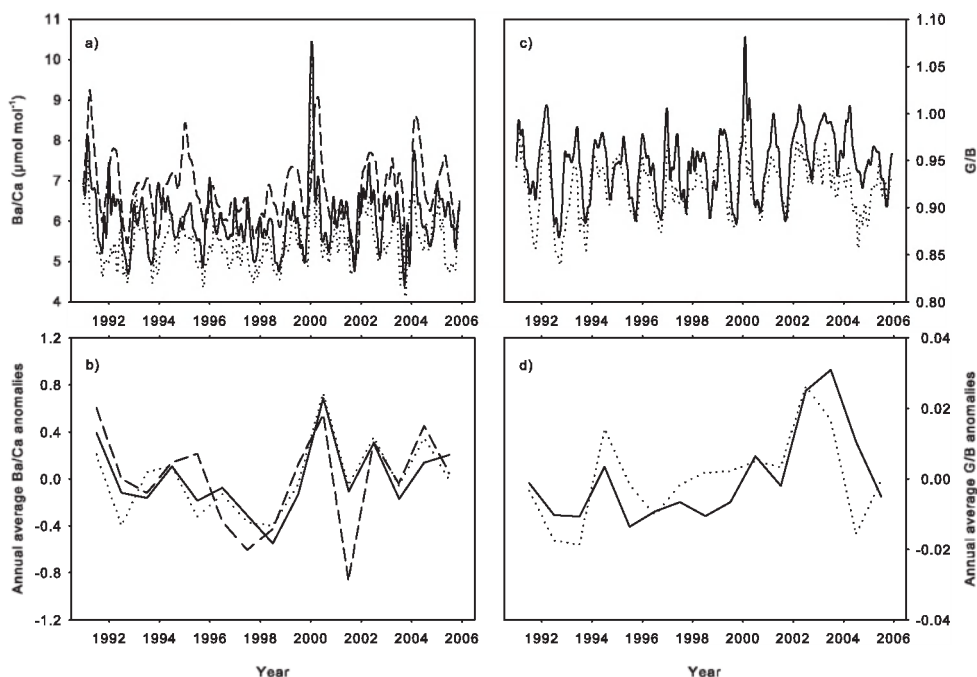 a)
Ba/Ca (μmol mol⁻¹)
11
10
9
8
7
6
5
4
1992 1994 1996 1998 2000 2002 2004 2006
c)
G/B
1.10
1.05
1.00
0.95
0.90
0.85
0.80
1992 1994 1996 1998 2000 2002 2004 2006
b)
Annual average Ba/Ca anomalies
1.2
0.8
0.4
0.0
-0.4
-0.8
-1.2
1992 1994 1996 1998 2000 2002 2004 2006
Year
d)
Annual average G/B anomalies
0.04
0.02
0.00
-0.02
-0.04
1992 1994 1996 1998 2000 2002 2004 2006
Year